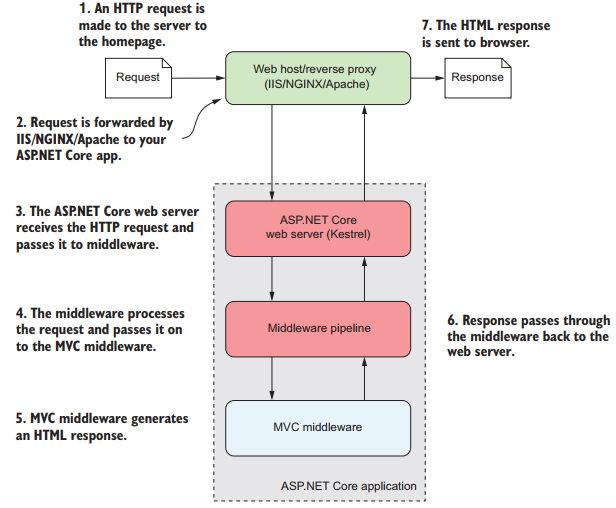 1. An HTTP request is
made to the server to
the homepage.
7. The HTML response
is sent to browser.
Request
Web host/reverse proxy
(IIS/NGINX/Apache)
Response
2. Request is forwarded by
IIS/NGINX/Apache to your
ASP.NET Core app.
3. The ASP.NET Core web server
receives the HTTP request and
passes it to middleware.
ASP.NET Core
web server (Kestrel)
4. The middleware processes
the request and passes it on
to the MVC middleware.
Middleware pipeline
6. Response passes through
the middleware back to the
web server.
5. MVC middleware generates
an HTML response.
MVC middleware
ASP.NET Core application